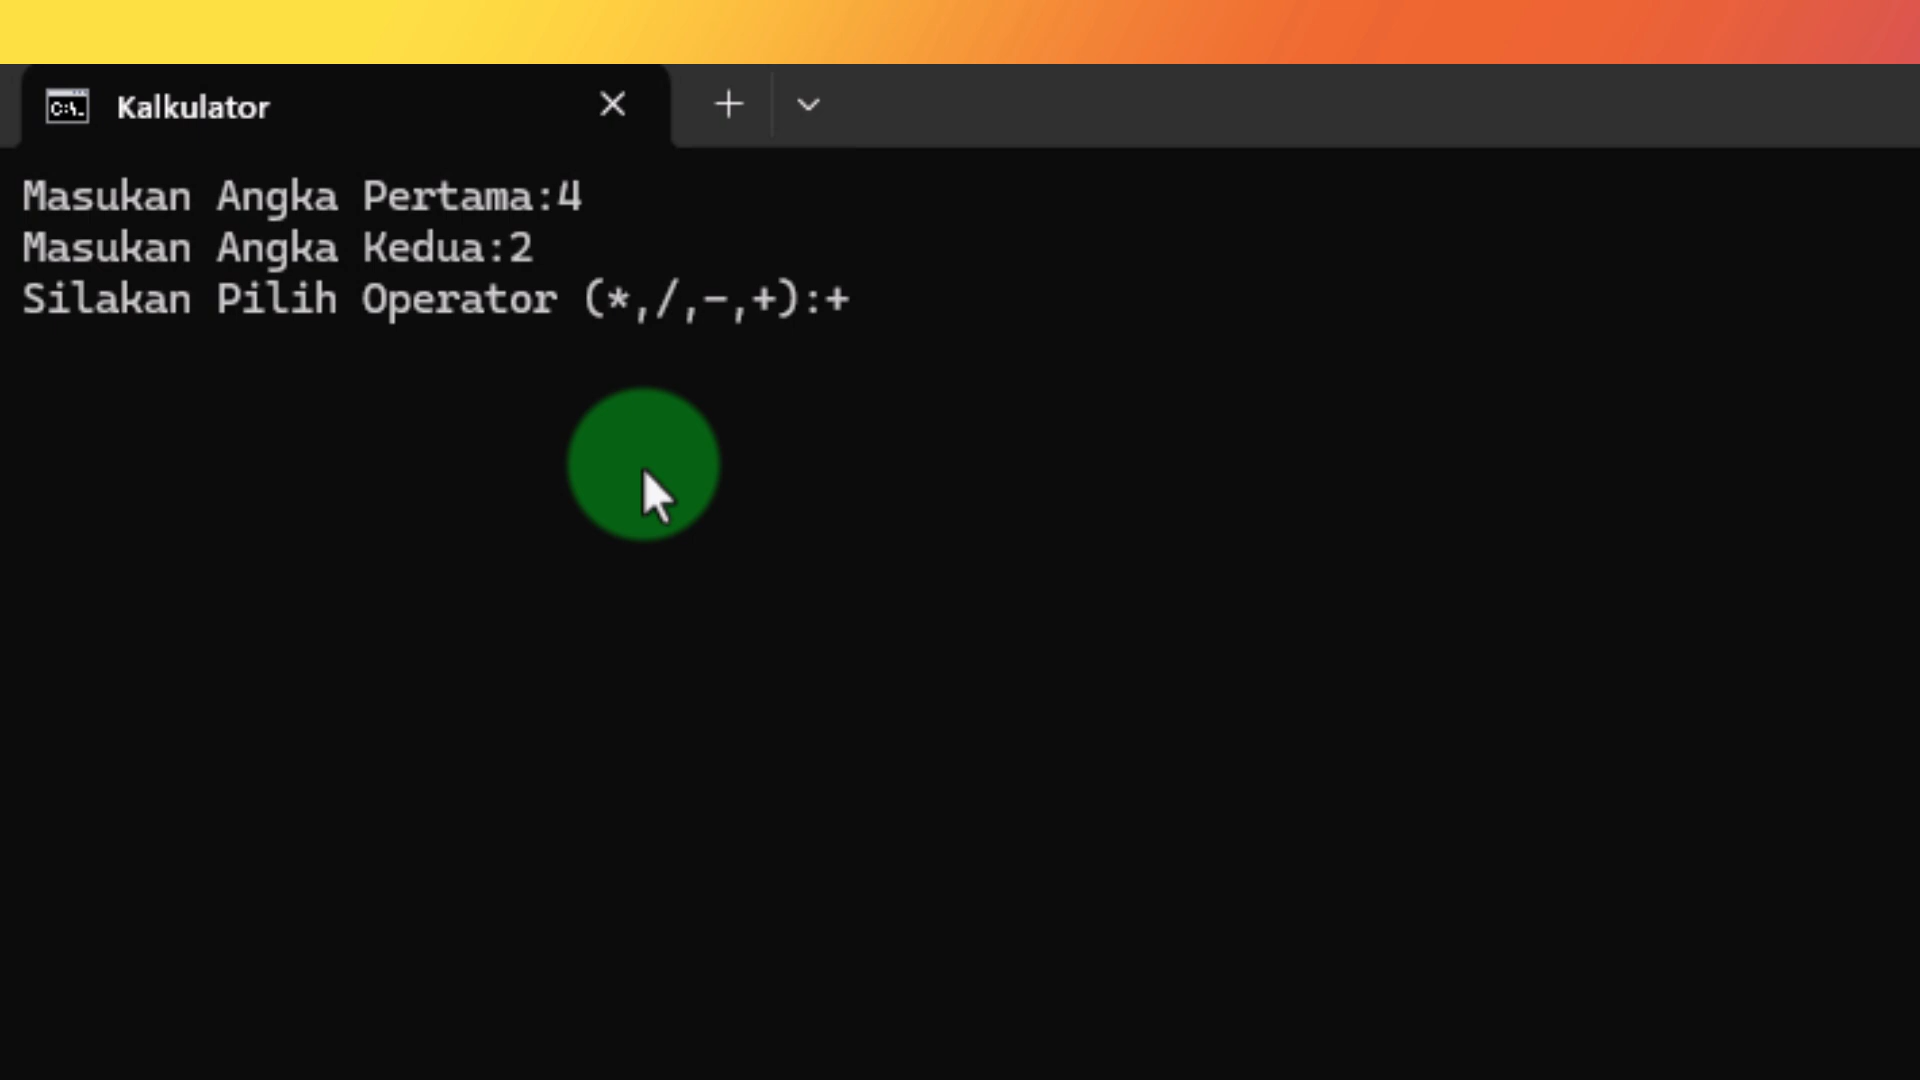 C:\.
Kalkulator
Masukan Angka Pertama:4
Masukan Angka Kedua:2
Silakan Pilih Operator (*,/,-,+):+